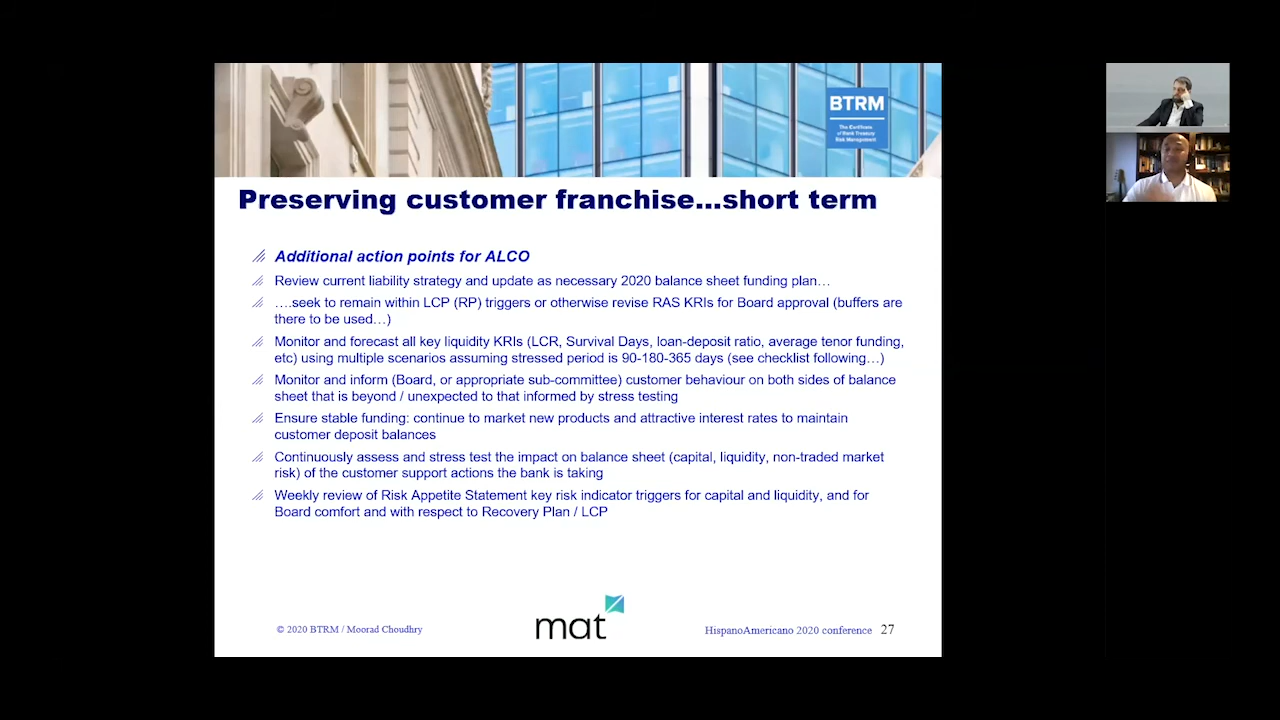 BTRM
The Certificate
of Bank Treasury
Risk Management
Preserving customer franchise...short term
Additional action points for ALCO
Review current liability strategy and update as necessary 2020 balance sheet funding plan…
….seek to remain within LCP (RP) triggers or otherwise revise RAS KRIs for Board approval (buffers are
there to be used…)
Monitor and forecast all key liquidity KRIs (LCR, Survival Days, loan-deposit ratio, average tenor funding,
etc) using multiple scenarios assuming stressed period is 90-180-365 days (see checklist following…)
Monitor and inform (Board, or appropriate sub-committee) customer behaviour on both sides of balance
sheet that is beyond / unexpected to that informed by stress testing
Ensure stable funding: continue to market new products and attractive interest rates to maintain
customer deposit balances
Continuously assess and stress test the impact on balance sheet (capital, liquidity, non-traded market
risk) of the customer support actions the bank is taking
Weekly review of Risk Appetite Statement key risk indicator triggers for capital and liquidity, and for
Board comfort and with respect to Recovery Plan / LCP
© 2020 BTRM / Moorad Choudhry
mat
HispanoAmericano 2020 conference 27